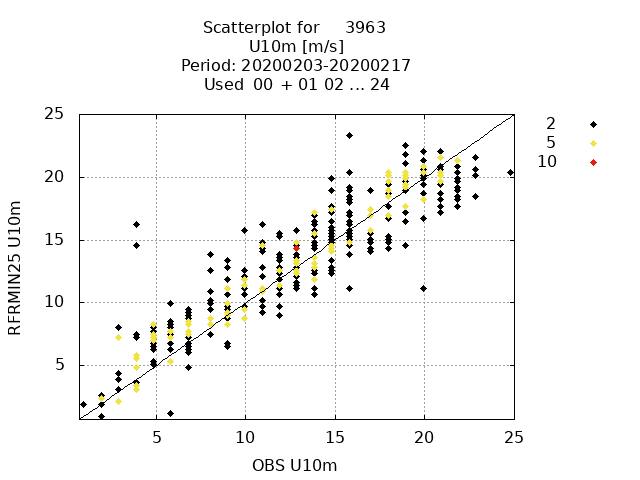 Scatterplot for 3963
U10m [m/s]
Period: 20200203-20200217
Used 00 + 01 02 ... 24
25
20
15
10
5
RFRMIN25 U10m
5
10
15
20
25
OBS U10m
2
5
10